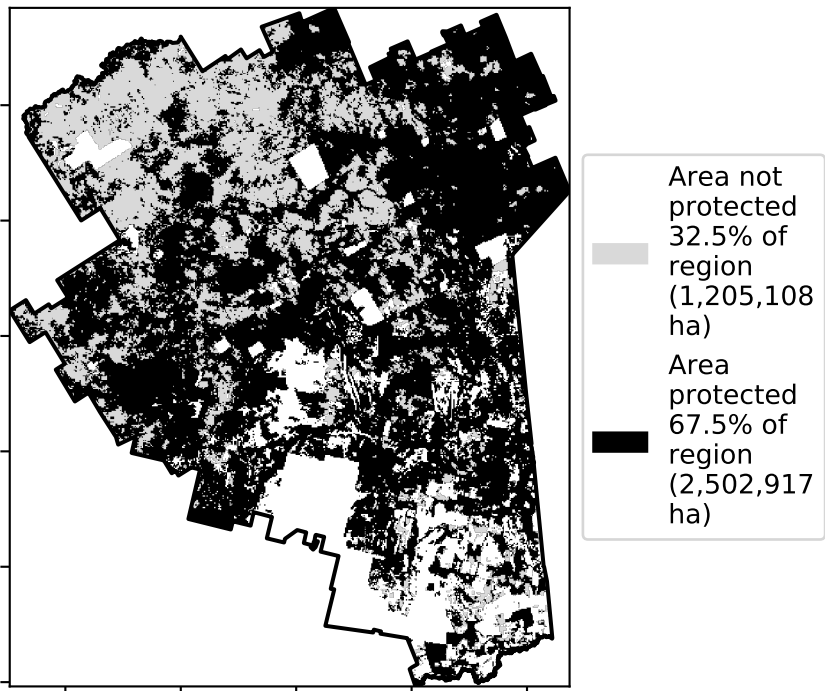 Area not
protected
32.5% of
region
(1,205,108
ha)
Area
protected
67.5% of
region
(2,502,917
ha)